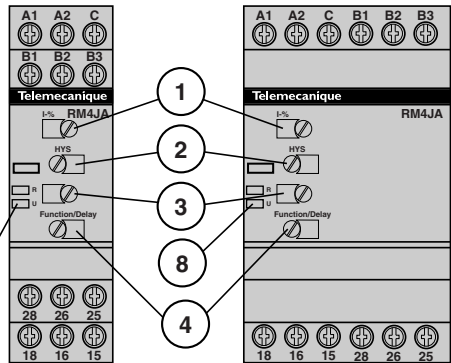 A1 A2 C
B1 B2 B3
Telemecanique
RM4JA
I-%
HYS
R
U
Function/Delay
28 26 25
18 16 15
1
2
3
8
4
A1 A2 C B1 B2 B3
Telemecanique
RM4JA
I-%
HYS
R
U
Function/Delay
18 16 15 28 26 25